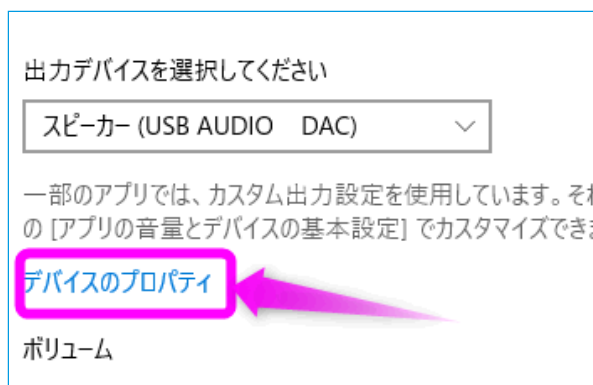 出力デバイスを選択してください
スピーカー (USB AUDIO　DAC)
一部のアプリでは、カスタム出力設定を使用しています。
の [アプリの音量とデバイスの基本設定] でカスタマイズでき
デバイスのプロパティ
ボリューム